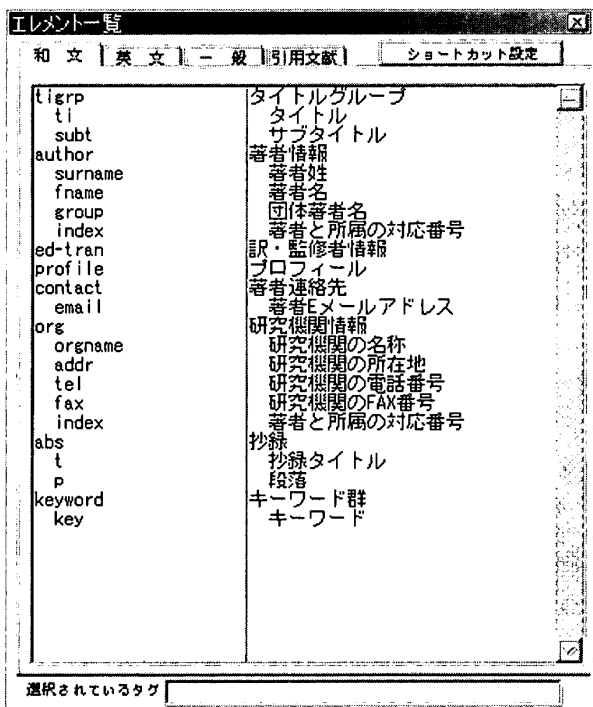 エレメント一覧
和 文 英 文 一 般 引用文献 ショートカット設定
tigrp タイトルグループ
ti タイトル
subt サブタイトル
author 著者情報
surname 著者姓
fname 著者名
group 団体著者名
index 著者と所属の対応番号
ed-tran 訳・監修者情報
profile プロフィール
contact 著者連絡先
email 著者Eメールアドレス
org 研究機関情報
orgname 研究機関の名称
addr 研究機関の所在地
tel 研究機関の電話番号
fax 研究機関のFAX番号
index 著者と所属の対応番号
abs 抄録
t 抄録タイトル
p 段落
keyword キーワード群
key キーワード
選択されているタグ